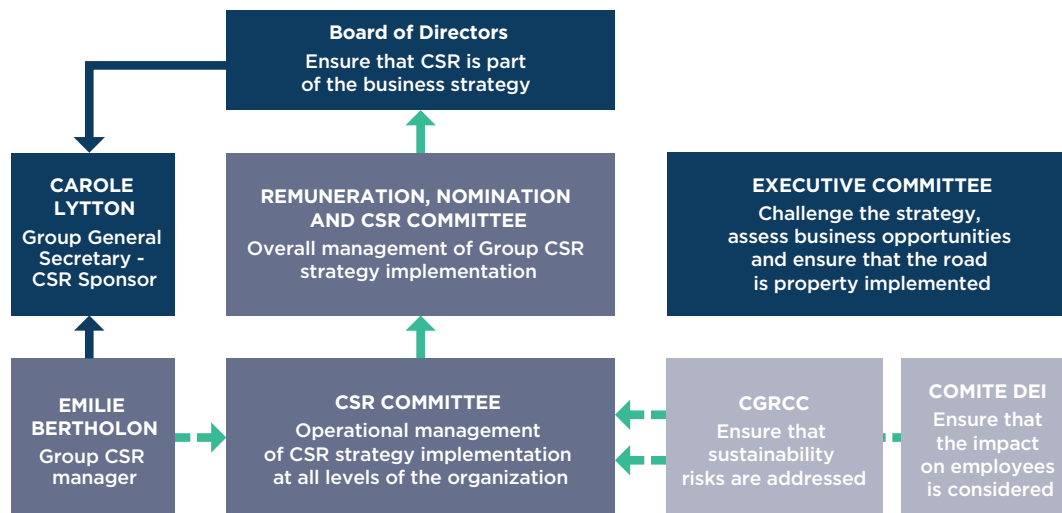 Board of Directors
Ensure that CSR is part
of the business strategy
CAROLE
LYTTON
Group General
Secretary -
CSR Sponsor
REMUNERATION, NOMINATION
AND CSR COMMITTEE
Overall management of Group CSR
strategy implementation
EXECUTIVE COMMITTEE
Challenge the strategy,
assess business opportunities
and ensure that the road
is property implemented
EMILIE
BERTHOLON
Group CSR
manager
CSR COMMITTEE
Operational management
of CSR strategy implementation
at all levels of the organization
CGRCC
Ensure that
sustainability
risks are addressed
COMITE DEI
Ensure that
the impact
on employees
is considered